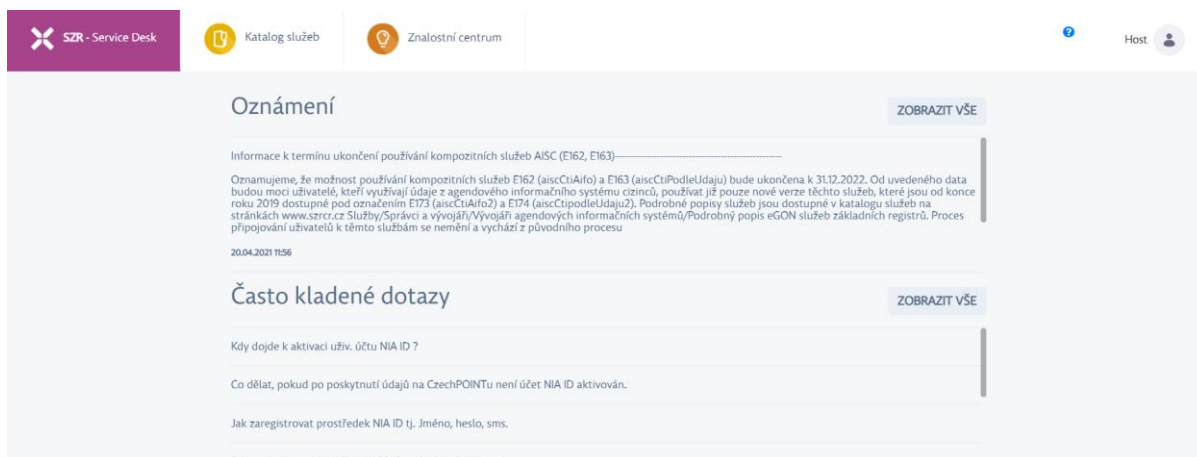 SZR - Service Desk
Katalog služeb
Znalostní centrum
?
Host
Oznámení
ZOBRAZIT VŠE
Informace k termínu ukončení používání kompozitních služeb AISC (E162, E163)---------------------------------------------------
Oznamujeme, že možnost používání kompozitních služeb E162 (aiscCtiAifo) a E163 (aiscCtiPodleUdaju) bude ukončena k 31.12.2022. Od uvedeného data
budou moci uživatelé, kteří využívají údaje z agendového informačního systému cizinců, používat již pouze nové verze těchto služeb, které jsou od konce
roku 2019 dostupné pod označením E173 (aiscCtiAifo2) a E174 (aiscCtipodleUdaju2). Podrobné popisy služeb jsou dostupné v katalogu služeb na
stránkách www.szrcr.cz Služby/Správci a vývojáři/Vývojáři agendových informačních systémů/Podrobný popis eGON služeb základních registrů. Proces
připojování uživatelů k těmto službám se nemění a vychází z původního procesu
20.04.2021 11:56
Často kladené dotazy
ZOBRAZIT VŠE
Kdy dojde k aktivaci uživ. účtu NIA ID ?
Co dělat, pokud po poskytnutí údajů na CzechPOINTu není účet NIA ID aktivován.
Jak zaregistrovat prostředek NIA ID tj. Jméno, heslo, sms.